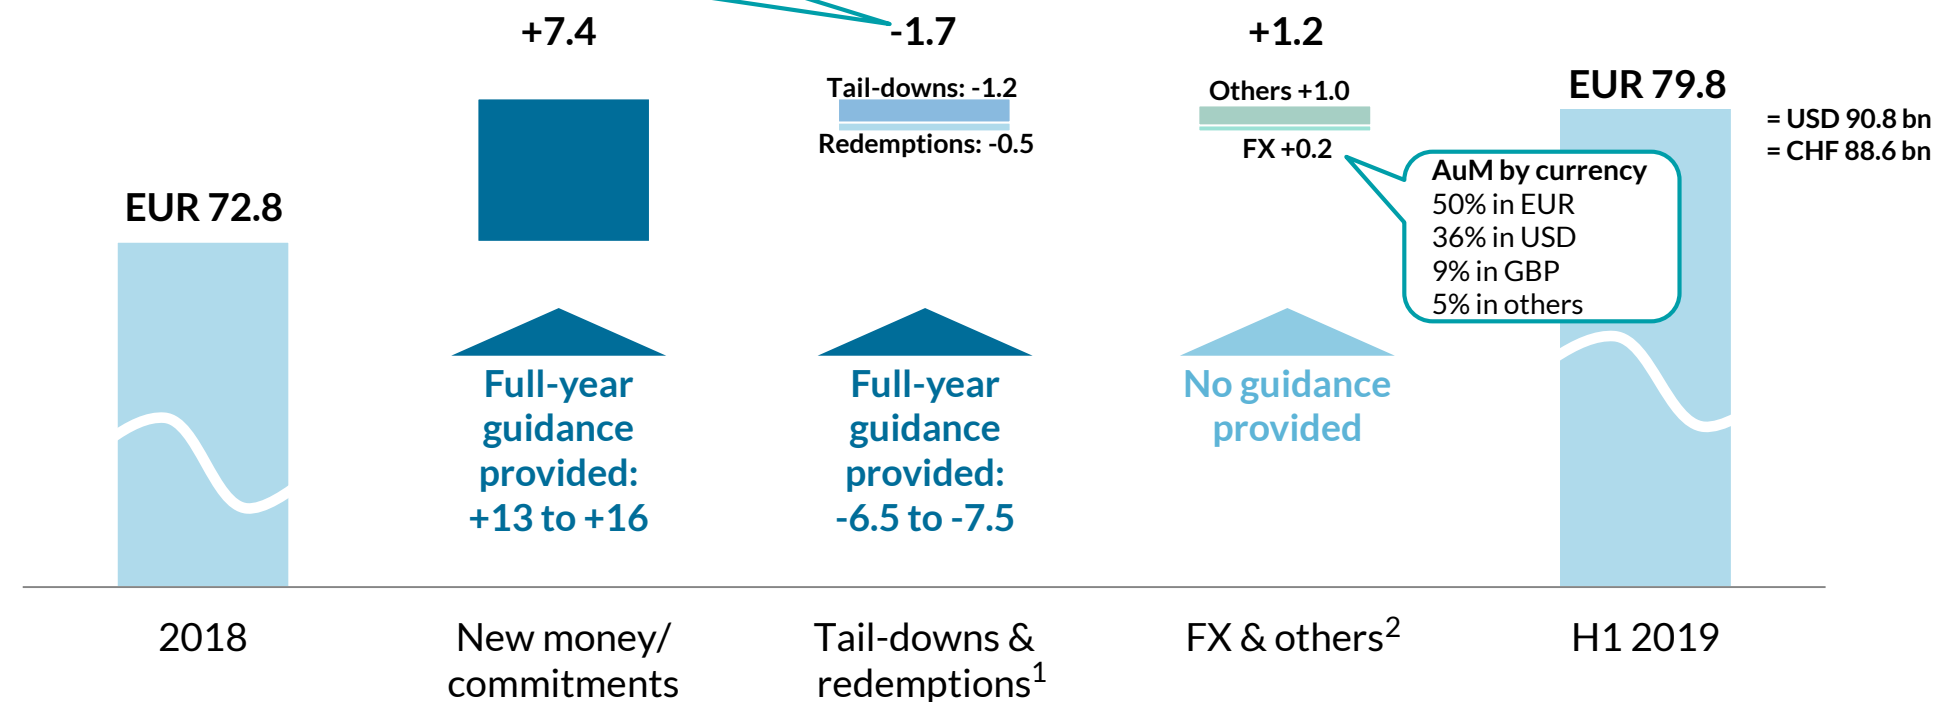 +7.4
-1.7
+1.2
Tail-downs: -1.2
Redemptions: -0.5
Others +1.0
FX +0.2
EUR 72.8
EUR 79.8
= USD 90.8 bn
= CHF 88.6 bn
AuM by currency
50% in EUR
36% in USD
9% in GBP
5% in others
Full-year
guidance
provided:
+13 to +16
Full-year
guidance
provided:
-6.5 to -7.5
No guidance
provided
2018
New money/
commitments
Tail-downs &
redemptions1
FX & others2
H1 2019